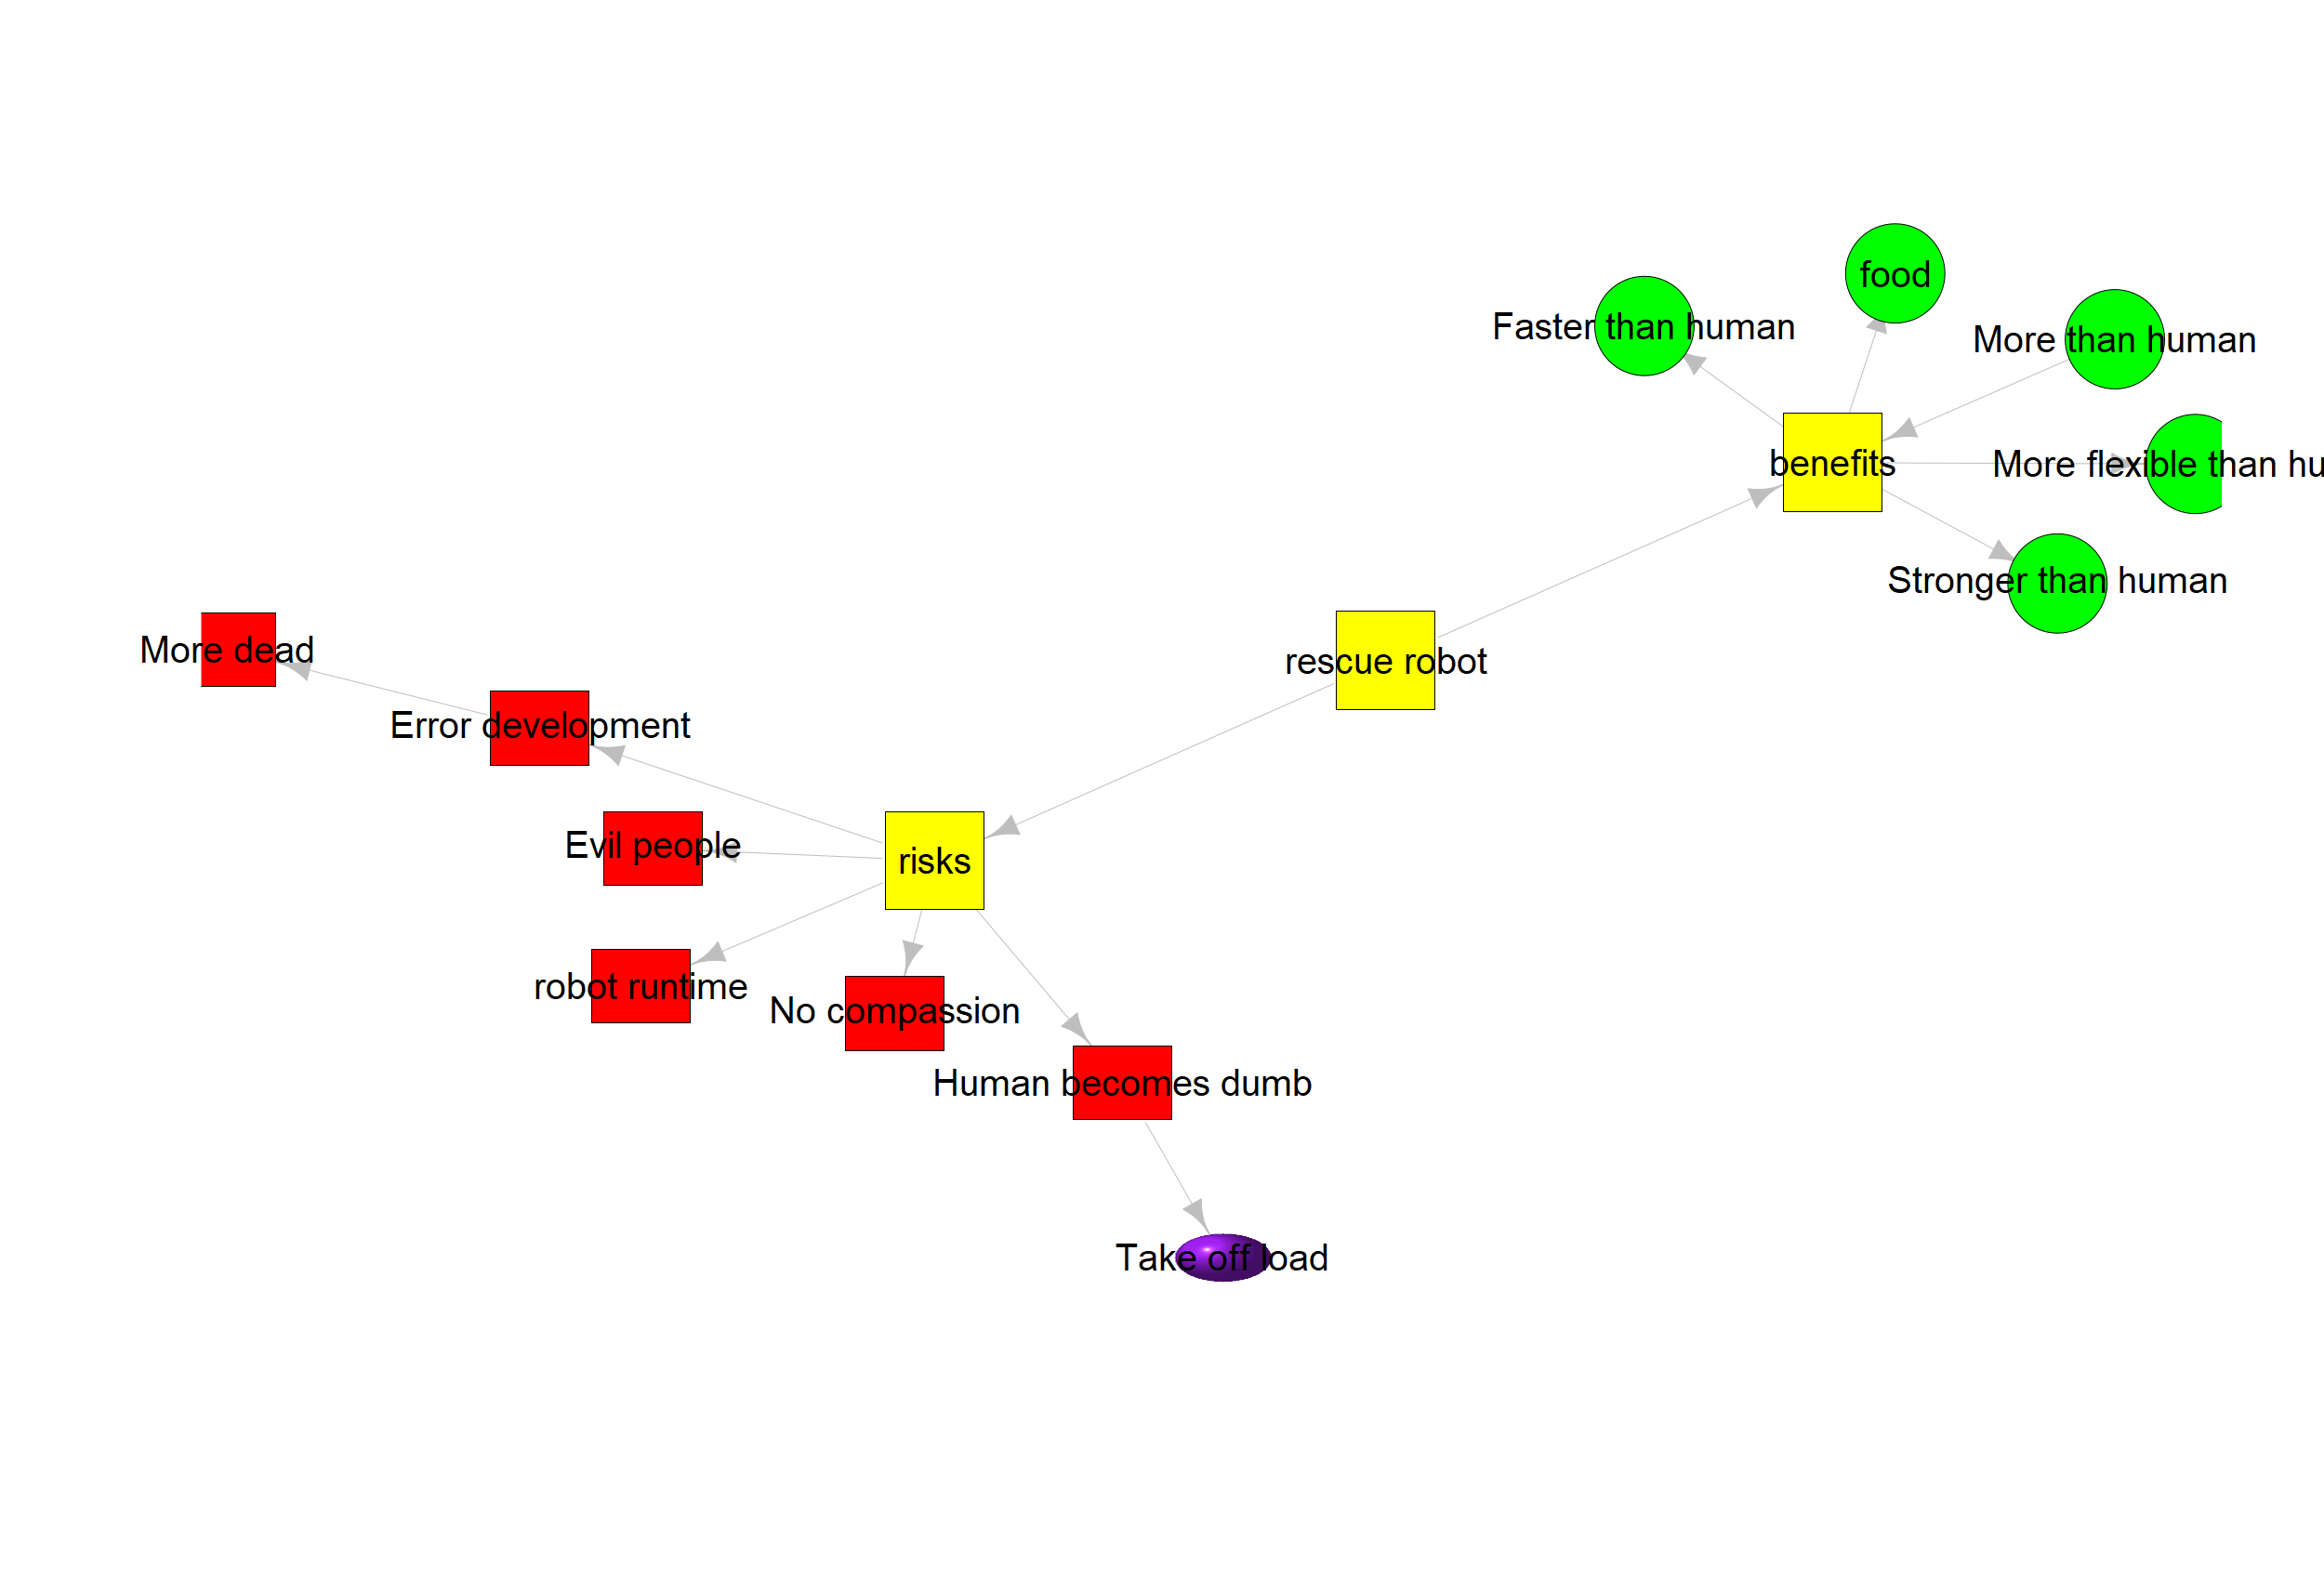 food
Faster than human
More than human
benefits
More flexible than hu
Stronger than human
More dead
rescue robot
Error development
Evil people
risks
robot runtime
No compassion
Human becomes dumb
Take off load